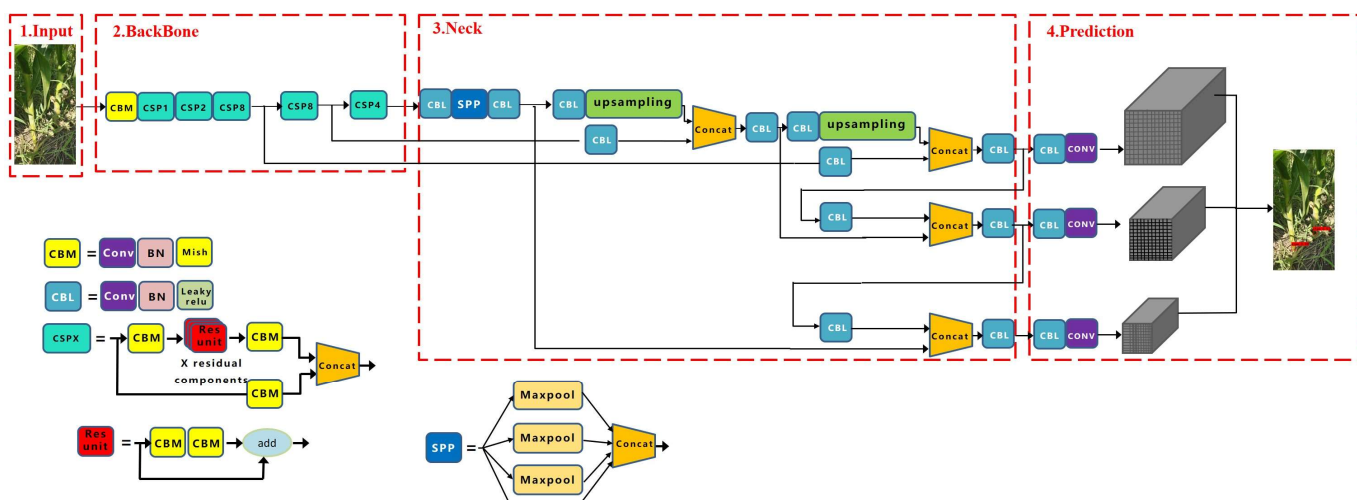 1.Input
2.BackBone
3.Neck
4.Prediction
CBM
CSP1
CSP2
CSP8
CSP8
CSP4
CBL
SPP
CBL
CBL
upsampling
CBL
Concat
CBL
CBL
upsampling
CBL
Concat
CBL
CBL
CONV
CBL
Concat
CBL
CBL
CONV
CBL
Concat
CBL
CBL
CONV
CBM = Conv BN Mish
CBL = Conv BN Leaky
relu
CSPX = CBM Res
unit CBM
X residual
components
CBM
Concat
Res
unit = CBM CBM add
SPP =
Maxpool
Maxpool
Maxpool
Concat